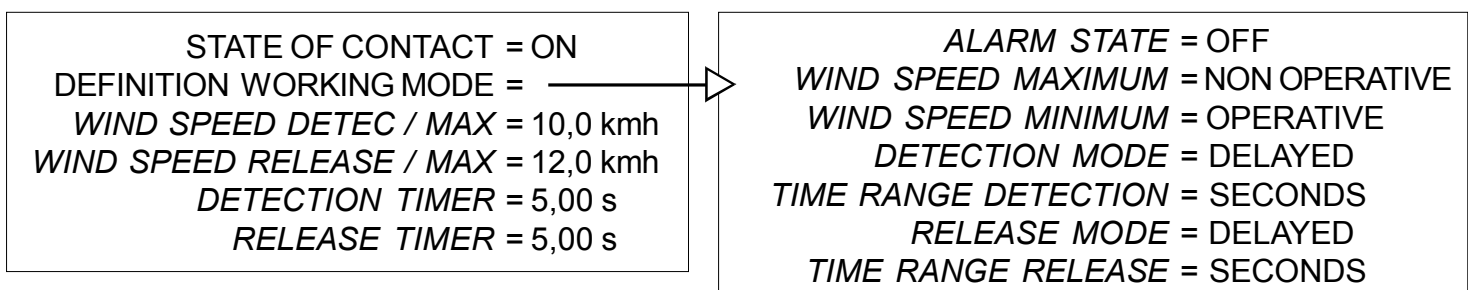 STATE OF CONTACT = ON
DEFINITION WORKING MODE =
WIND SPEED DETEC / MAX = 10,0 kmh
WIND SPEED RELEASE / MAX = 12,0 kmh
DETECTION TIMER = 5,00 s
RELEASE TIMER = 5,00 s
ALARM STATE = OFF
WIND SPEED MAXIMUM = NON OPERATIVE
WIND SPEED MINIMUM = OPERATIVE
DETECTION MODE = DELAYED
TIME RANGE DETECTION = SECONDS
RELEASE MODE = DELAYED
TIME RANGE RELEASE = SECONDS